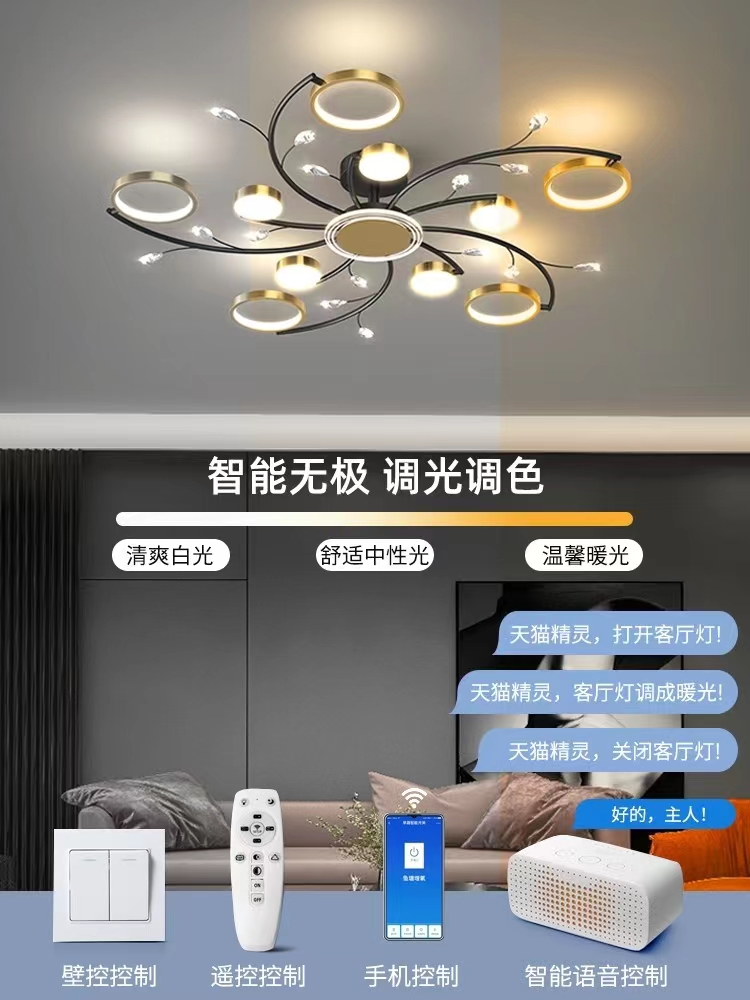 智能无极 调光调色
清爽白光
舒适中性光
温馨暖光
天猫精灵，打开客厅灯!
天猫精灵，客厅灯调成暖光!
天猫精灵，关闭客厅灯!
好的，主人!
ON
OFF
壁控控制
遥控控制
手机控制
智能语音控制